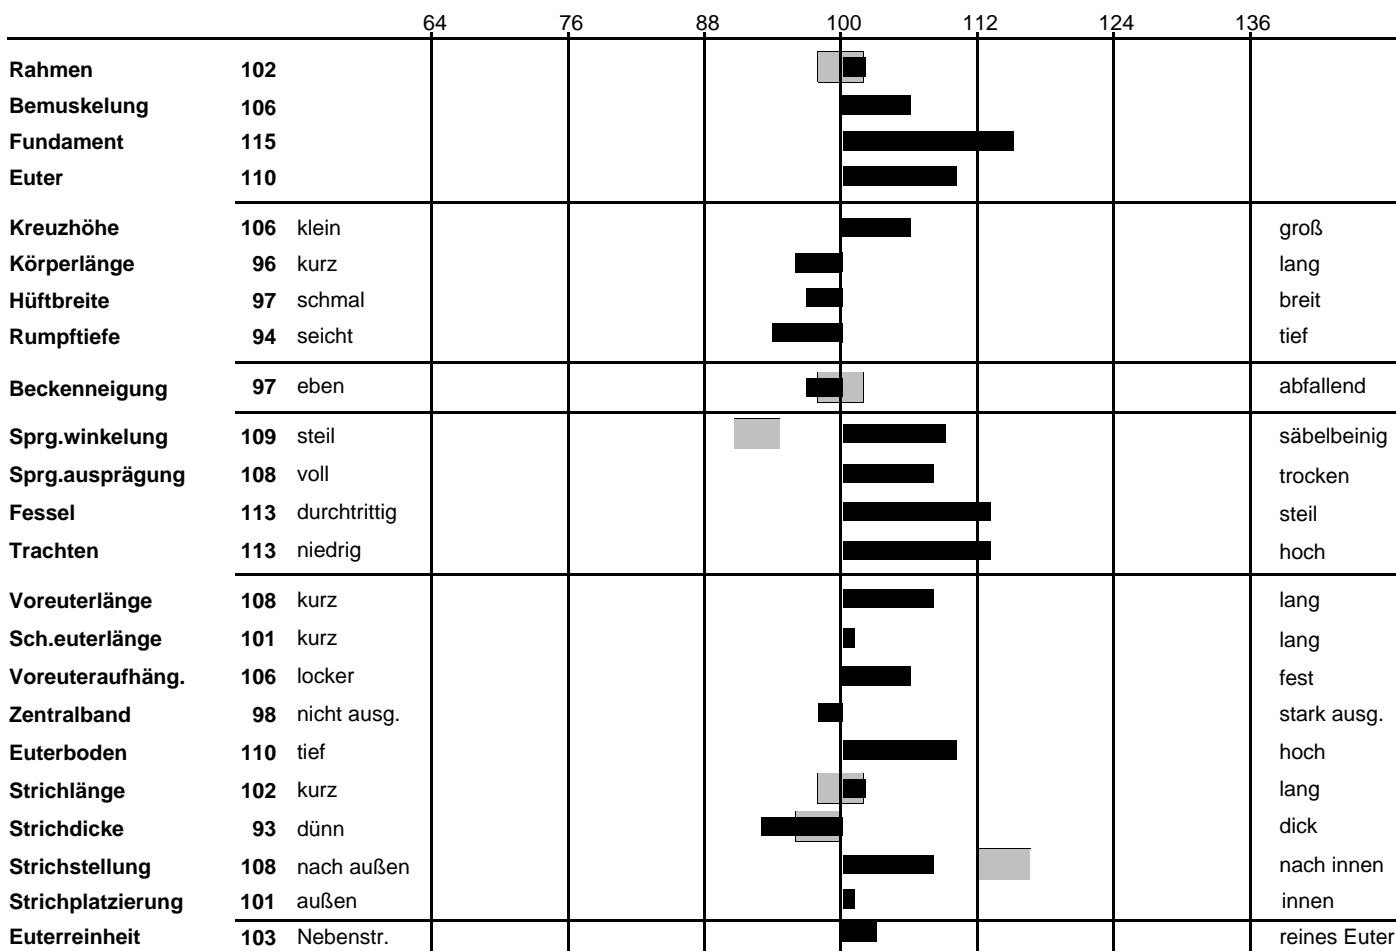 64 76 88 100 112 124 136
Rahmen 102
Bemuskelung 106
Fundament 115
Euter 110
Kreuzhöhe 106 klein groß
Körperlänge 96 kurz lang
Hüftbreite 97 schmal breit
Rumpftiefe 94 seicht tief
Beckenneigung 97 eben abfallend
Sprg.winkelung 109 steil säbelbeinig
Sprg.ausprägung 108 voll trocken
Fessel 113 durchtrittig steil
Trachten 113 niedrig hoch
Voreuterlänge 108 kurz lang
Sch.euterlänge 101 kurz lang
Voreuteraufhäng. 106 locker fest
Zentralband 98 nicht ausg. stark ausg.
Euterboden 110 tief hoch
Strichlänge 102 kurz lang
Strichdicke 93 dünn dick
Strichstellung 108 nach außen nach innen
Strichplatzierung 101 außen innen
Euterreinheit 103 Nebenstr. reines Euter